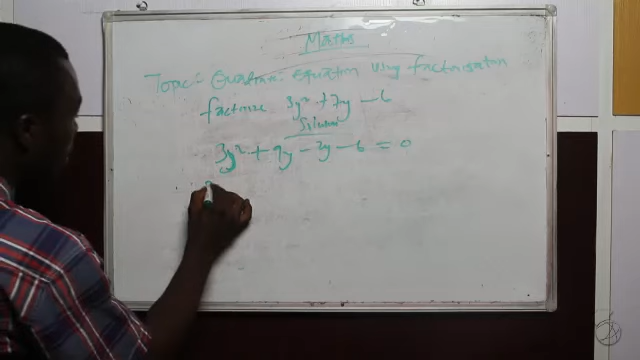 Maths
Topic:- Quadratic equation using factorisation
factorise 3y² + 7y - 6
Solution
3y² + 9y - 2y - 6 = 0